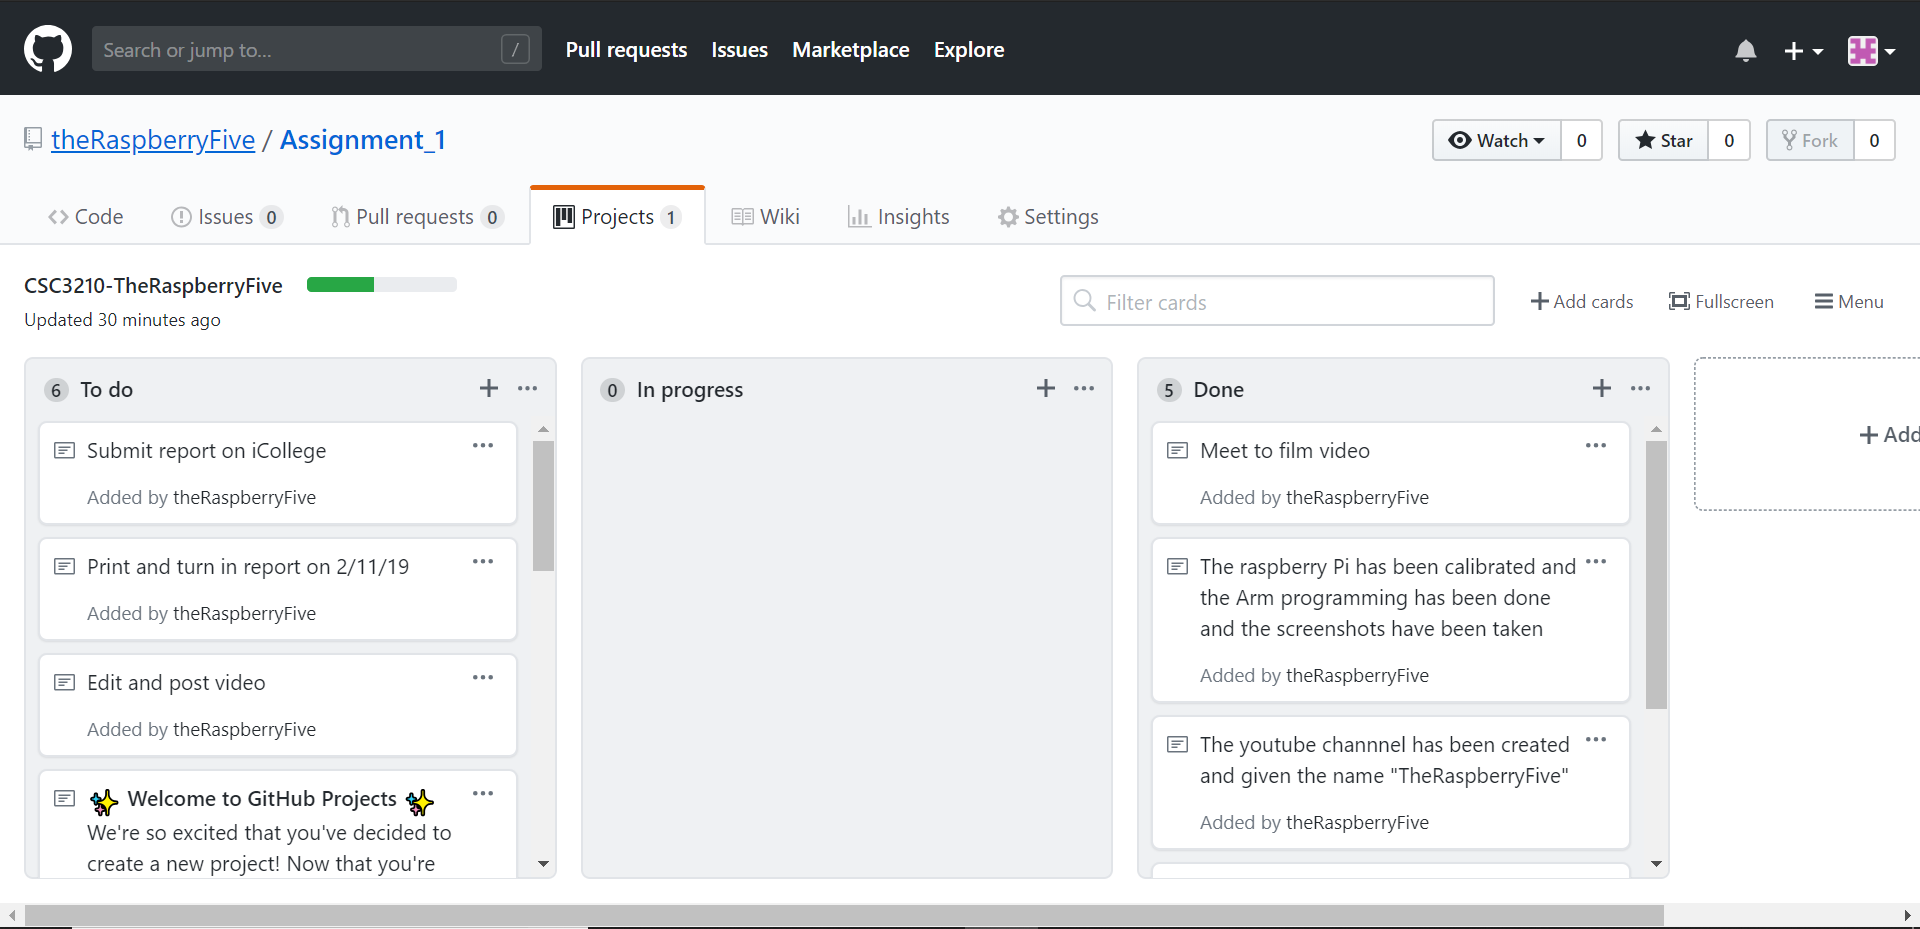 Search or jump to... /
Pull requests Issues Marketplace Explore
theRaspberryFive / Assignment_1
Watch 0 Star 0 Fork 0
Code Issues 0 Pull requests 0 Projects 1 Wiki Insights Settings
CSC3210-TheRaspberryFive
Updated 30 minutes ago
Filter cards
Add cards Fullscreen Menu
6 To do
Submit report on iCollege
Added by theRaspberryFive
Print and turn in report on 2/11/19
Added by theRaspberryFive
Edit and post video
Added by theRaspberryFive
Welcome to GitHub Projects
We're so excited that you've decided to
create a new project! Now that you're
0 In progress
5 Done
Meet to film video
Added by theRaspberryFive
The raspberry Pi has been calibrated and
the Arm programming has been done
and the screenshots have been taken
Added by theRaspberryFive
The youtube channnel has been created
and given the name "TheRaspberryFive"
Added by theRaspberryFive
+ Add